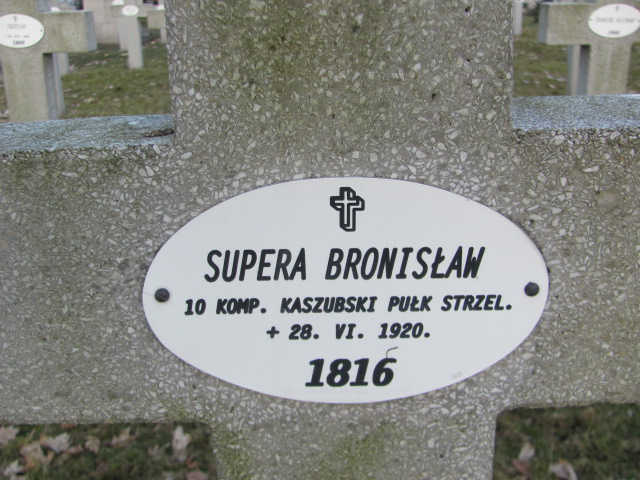 SUPERA BRONISŁAW
10 KOMP. KASZUBSKI PUŁK STRZEL.
+ 28. VI. 1920.
1816